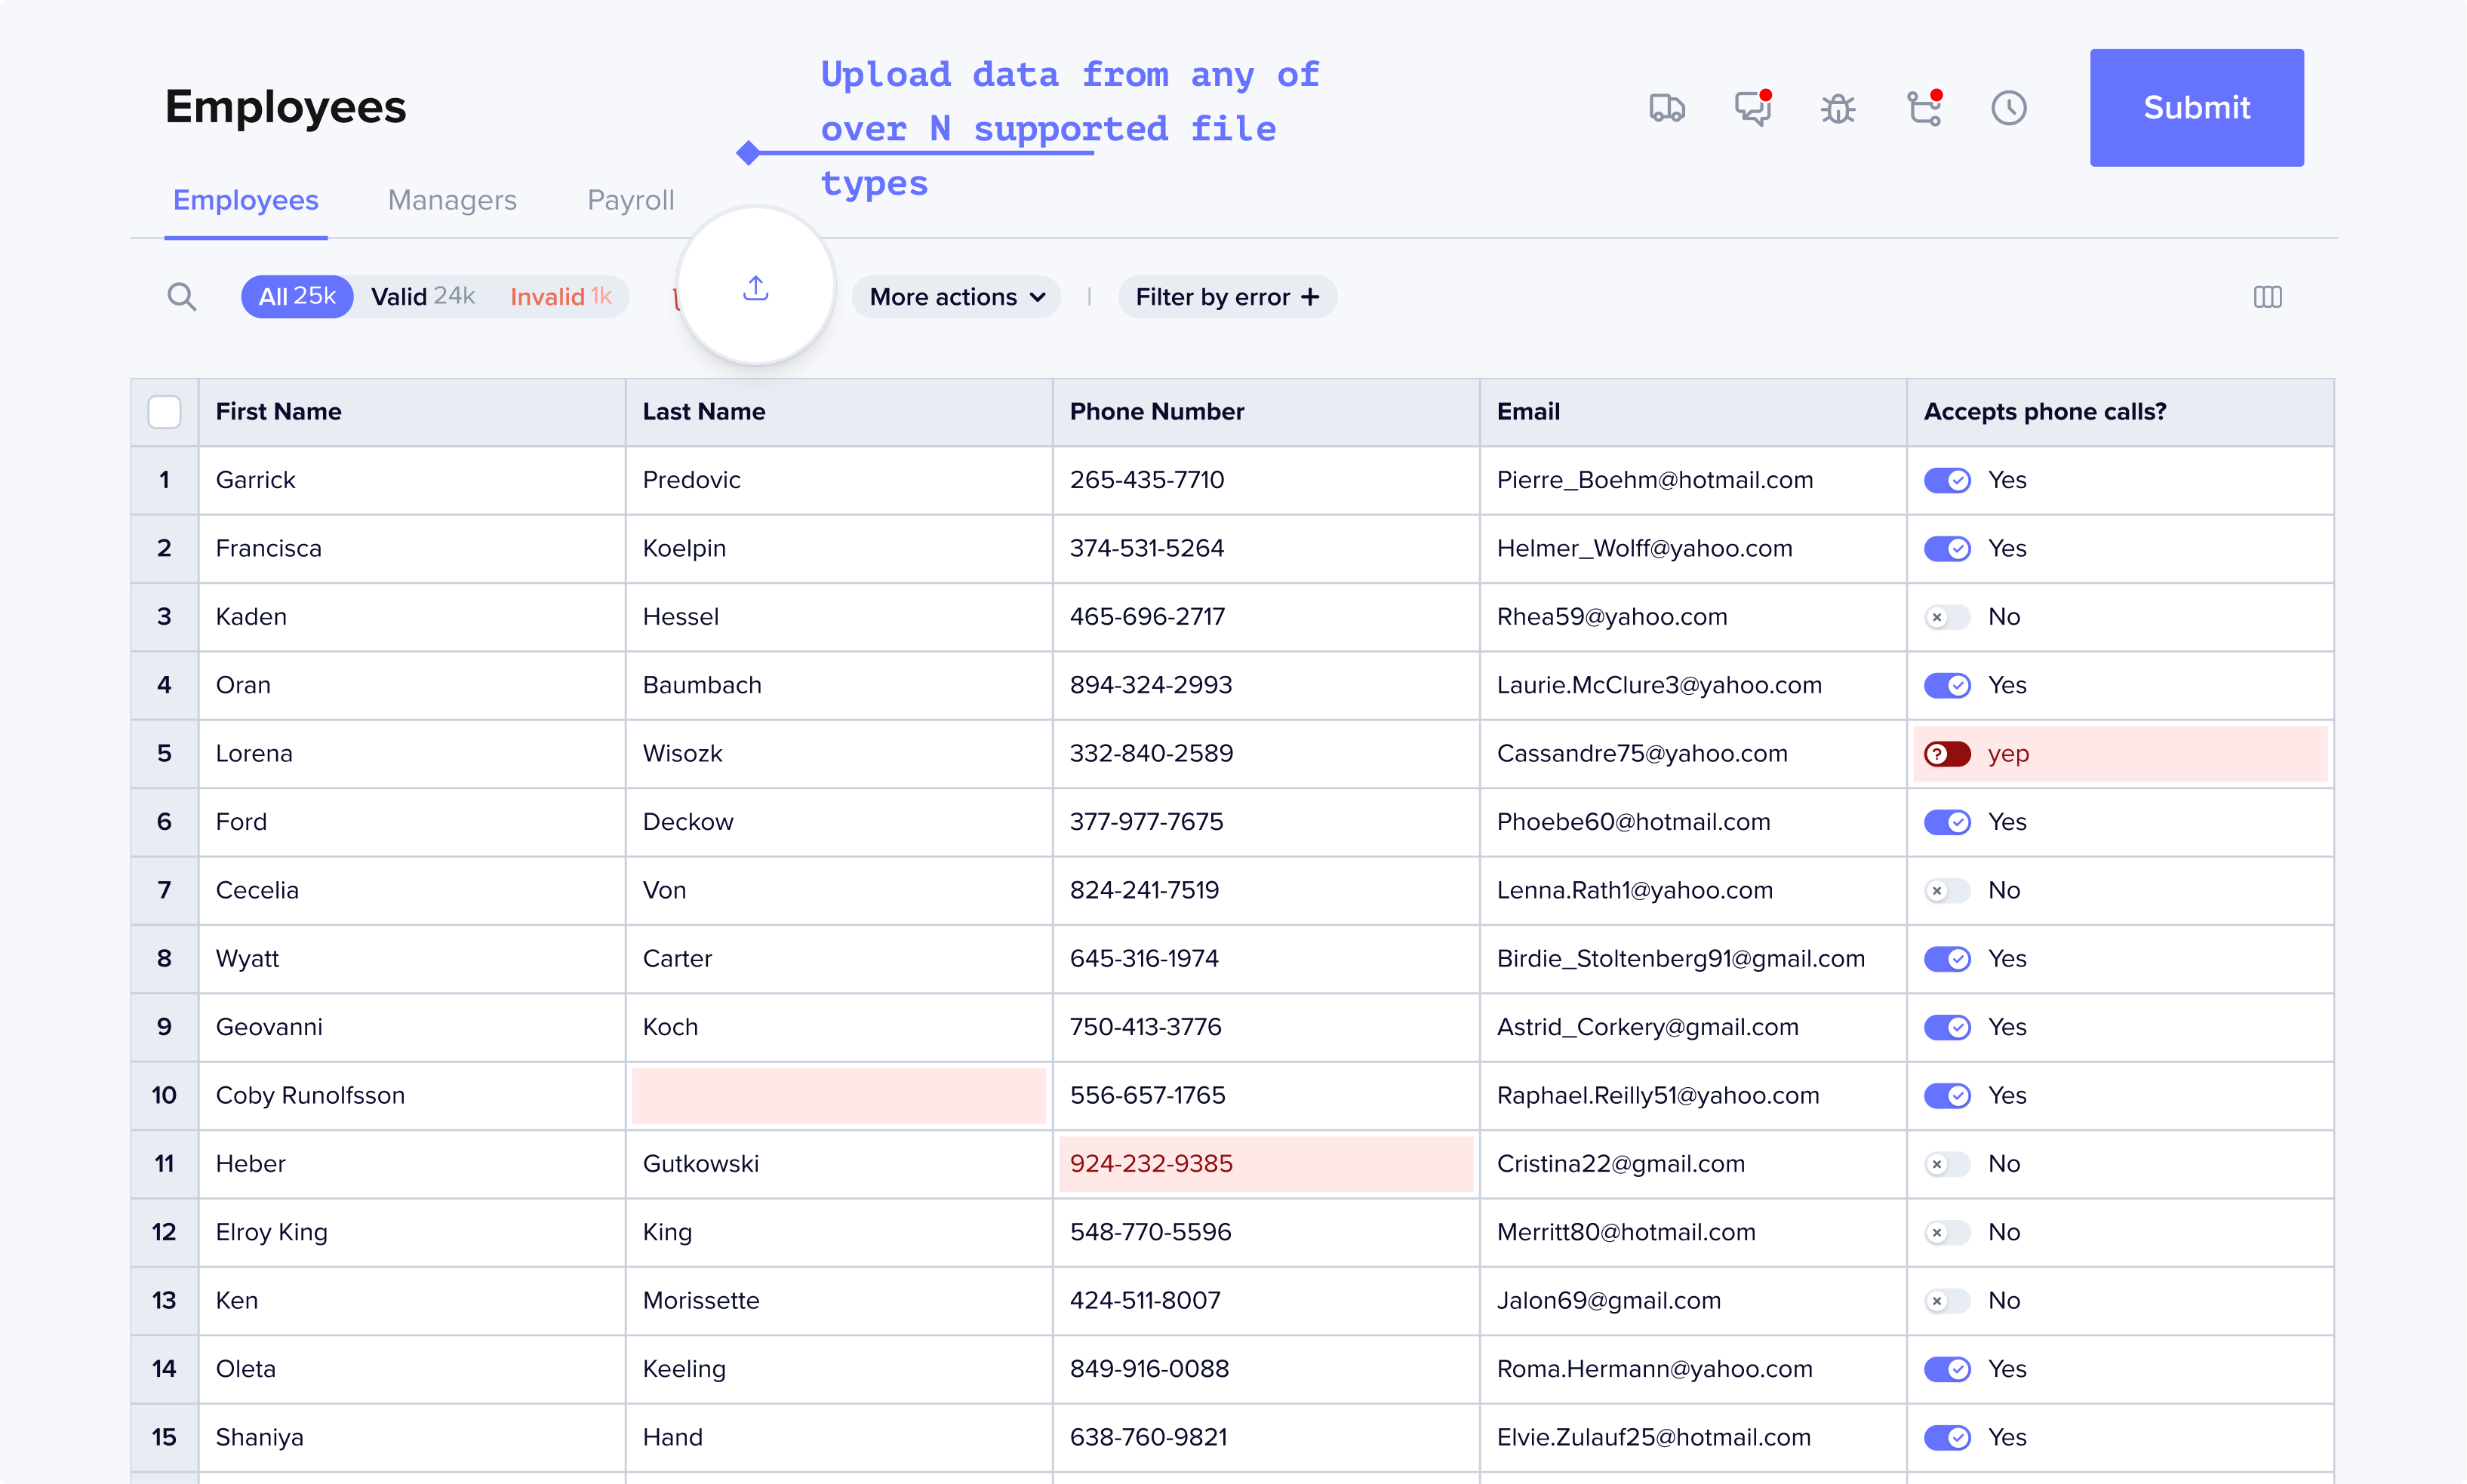 Upload data from any of
over N supported file
types
Employees
Submit
Employees Managers Payroll
All 25k Valid 24k Invalid 1k More actions Filter by error +
First Name Last Name Phone Number Email Accepts phone calls?
1 Garrick Predovic 265-435-7710 Pierre_Boehm@hotmail.com Yes
2 Francisca Koelpin 374-531-5264 Helmer_Wolff@yahoo.com Yes
3 Kaden Hessel 465-696-2717 Rhea59@yahoo.com No
4 Oran Baumbach 894-324-2993 Laurie.McClure3@yahoo.com Yes
5 Lorena Wisozk 332-840-2589 Cassandre75@yahoo.com ? yep
6 Ford Deckow 377-977-7675 Phoebe60@hotmail.com Yes
7 Cecelia Von 824-241-7519 Lenna.Rath1@yahoo.com No
8 Wyatt Carter 645-316-1974 Birdie_Stoltenberg91@gmail.com Yes
9 Geovanni Koch 750-413-3776 Astrid_Corkery@gmail.com Yes
10 Coby Runolfsson 556-657-1765 Raphael.Reilly51@yahoo.com Yes
11 Heber Gutkowski 924-232-9385 Cristina22@gmail.com No
12 Elroy King King 548-770-5596 Merritt80@hotmail.com No
13 Ken Morissette 424-511-8007 Jalon69@gmail.com No
14 Oleta Keeling 849-916-0088 Roma.Hermann@yahoo.com Yes
15 Shaniya Hand 638-760-9821 Elvie.Zulauf25@hotmail.com Yes